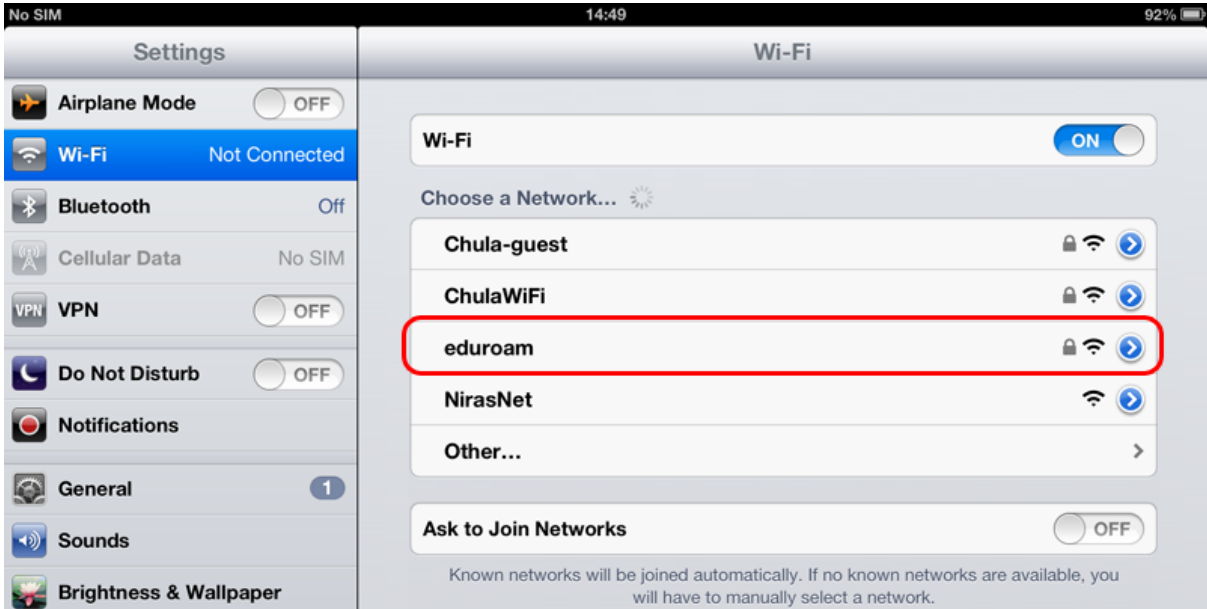 No SIM 14:49 92%
Settings
Airplane Mode OFF
Wi-Fi Not Connected
Bluetooth Off
Cellular Data No SIM
VPN VPN OFF
Do Not Disturb OFF
Notifications
General 1
Sounds
Brightness & Wallpaper
Wi-Fi
Wi-Fi ON
Choose a Network...
Chula-guest
ChulaWiFi
eduroam
NirasNet
Other...
Ask to Join Networks OFF
Known networks will be joined automatically. If no known networks are available, you
will have to manually select a network.